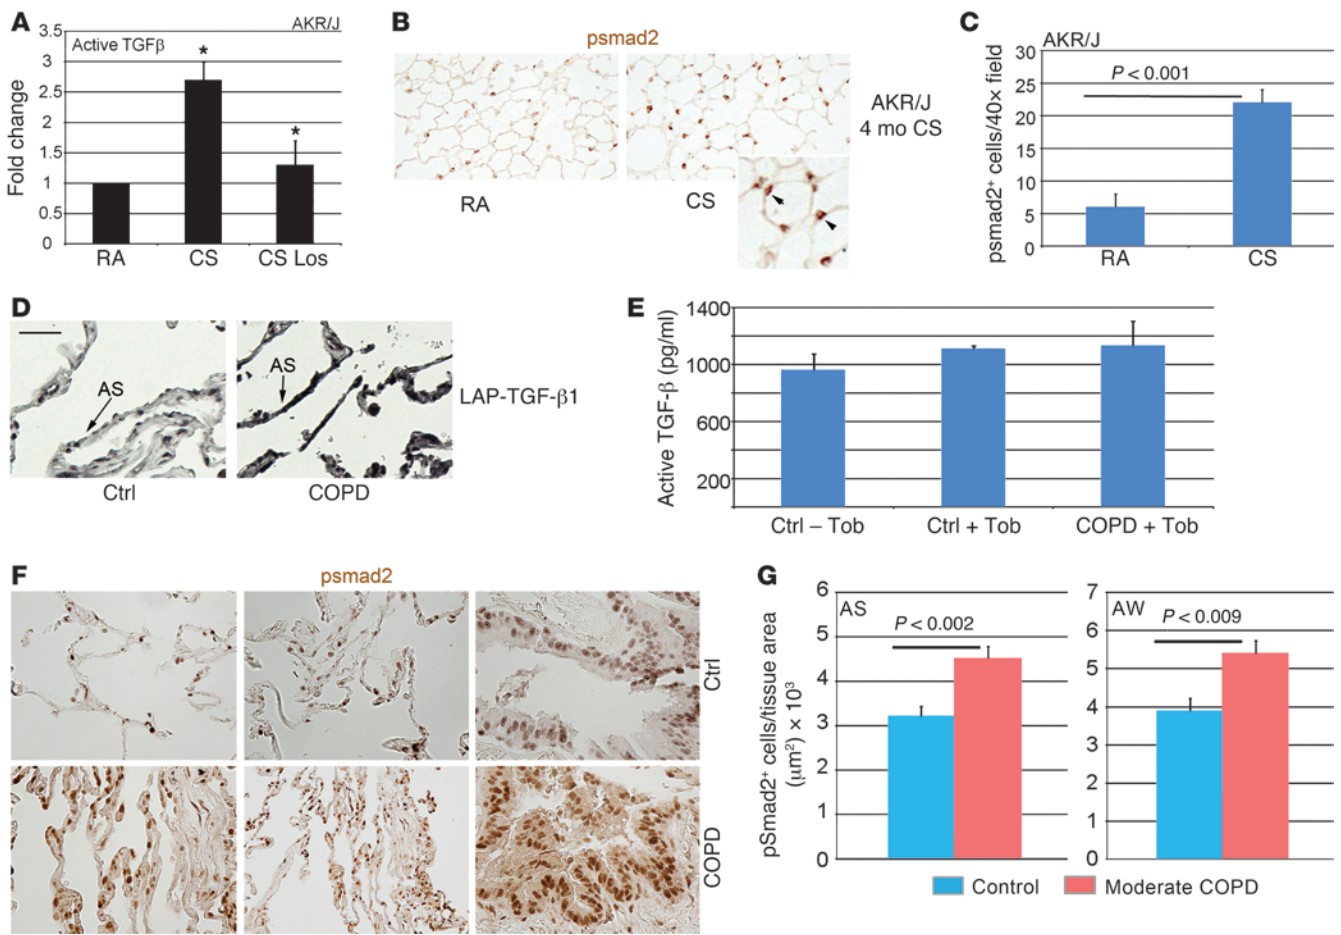 A
AKR/J
Active TGFβ
Fold change
3.5
3
2.5
2
1.5
1
0.5
0
*
*
RA
CS
CS Los
B
psmad2
RA
CS
AKR/J
4 mo CS
C
AKR/J
psmad2⁺ cells/40× field
30
25
20
15
10
5
0
P < 0.001
RA
CS
D
AS
AS
LAP-TGF-β1
Ctrl
COPD
E
Active TGF-β (pg/ml)
1400
1000
600
200
Ctrl – Tob
Ctrl + Tob
COPD + Tob
F
psmad2
Ctrl
COPD
G
pSmad2⁺ cells/tissue area
(μm²) × 10³
6
5
4
3
2
1
0
AS
P < 0.002
7
6
5
4
3
2
1
0
AW
P < 0.009
Control
Moderate COPD